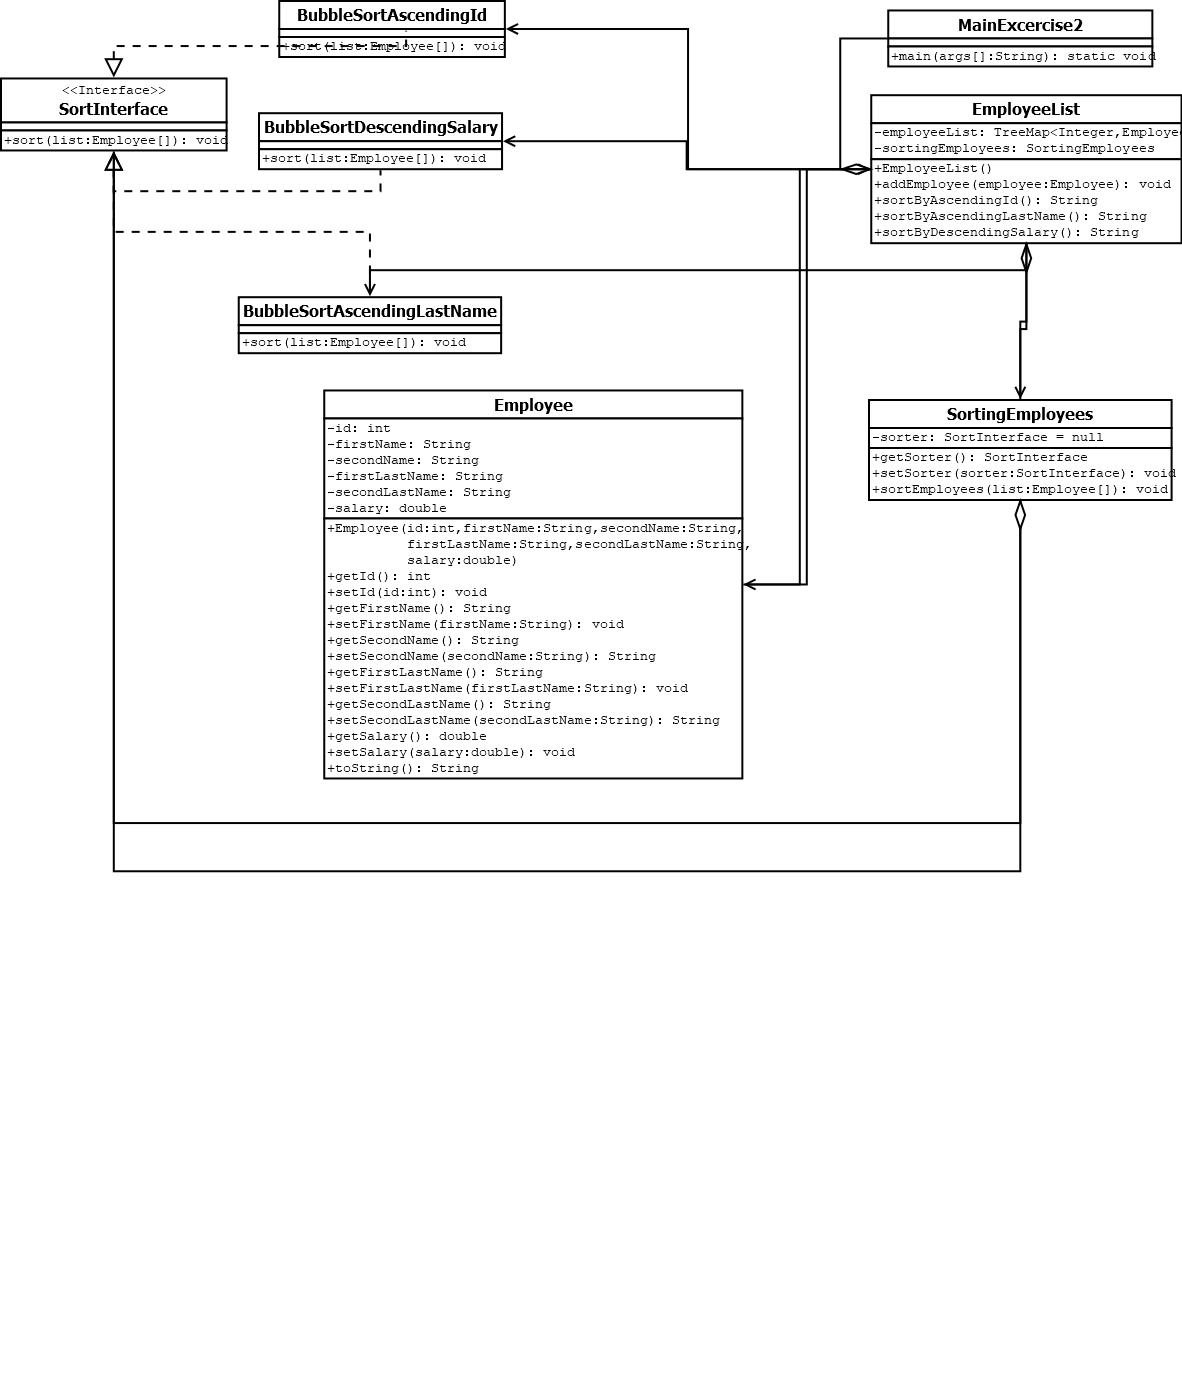 BubbleSortAscendingId
+sort(list:Employee[]): void
MainExcercise2
+main(args[]:String): static void
<<Interface>>
SortInterface
+sort(list:Employee[]): void
BubbleSortDescendingSalary
+sort(list:Employee[]): void
EmployeeList
-employeeList: TreeMap<Integer,Employe
-sortingEmployees: SortingEmployees
+EmployeeList()
+addEmployee(employee:Employee): void
+sortByAscendingId(): String
+sortByAscendingLastName(): String
+sortByDescendingSalary(): String
BubbleSortAscendingLastName
+sort(list:Employee[]): void
Employee
-id: int
-firstName: String
-secondName: String
-firstLastName: String
-secondLastName: String
-salary: double
+Employee(id:int,firstName:String,secondName:String,
firstLastName:String,secondLastName:String,
salary:double)
+getId(): int
+setId(id:int): void
+getFirstName(): String
+setFirstName(firstName:String): void
+getSecondName(): String
+setSecondName(secondName:String): String
+getFirstLastName(): String
+setFirstLastName(firstLastName:String): void
+getSecondLastName(): String
+setSecondLastName(secondLastName:String): String
+getSalary(): double
+setSalary(salary:double): void
+toString(): String
SortingEmployees
-sorter: SortInterface = null
+getSorter(): SortInterface
+setSorter(sorter:SortInterface): void
+sortEmployees(list:Employee[]): void